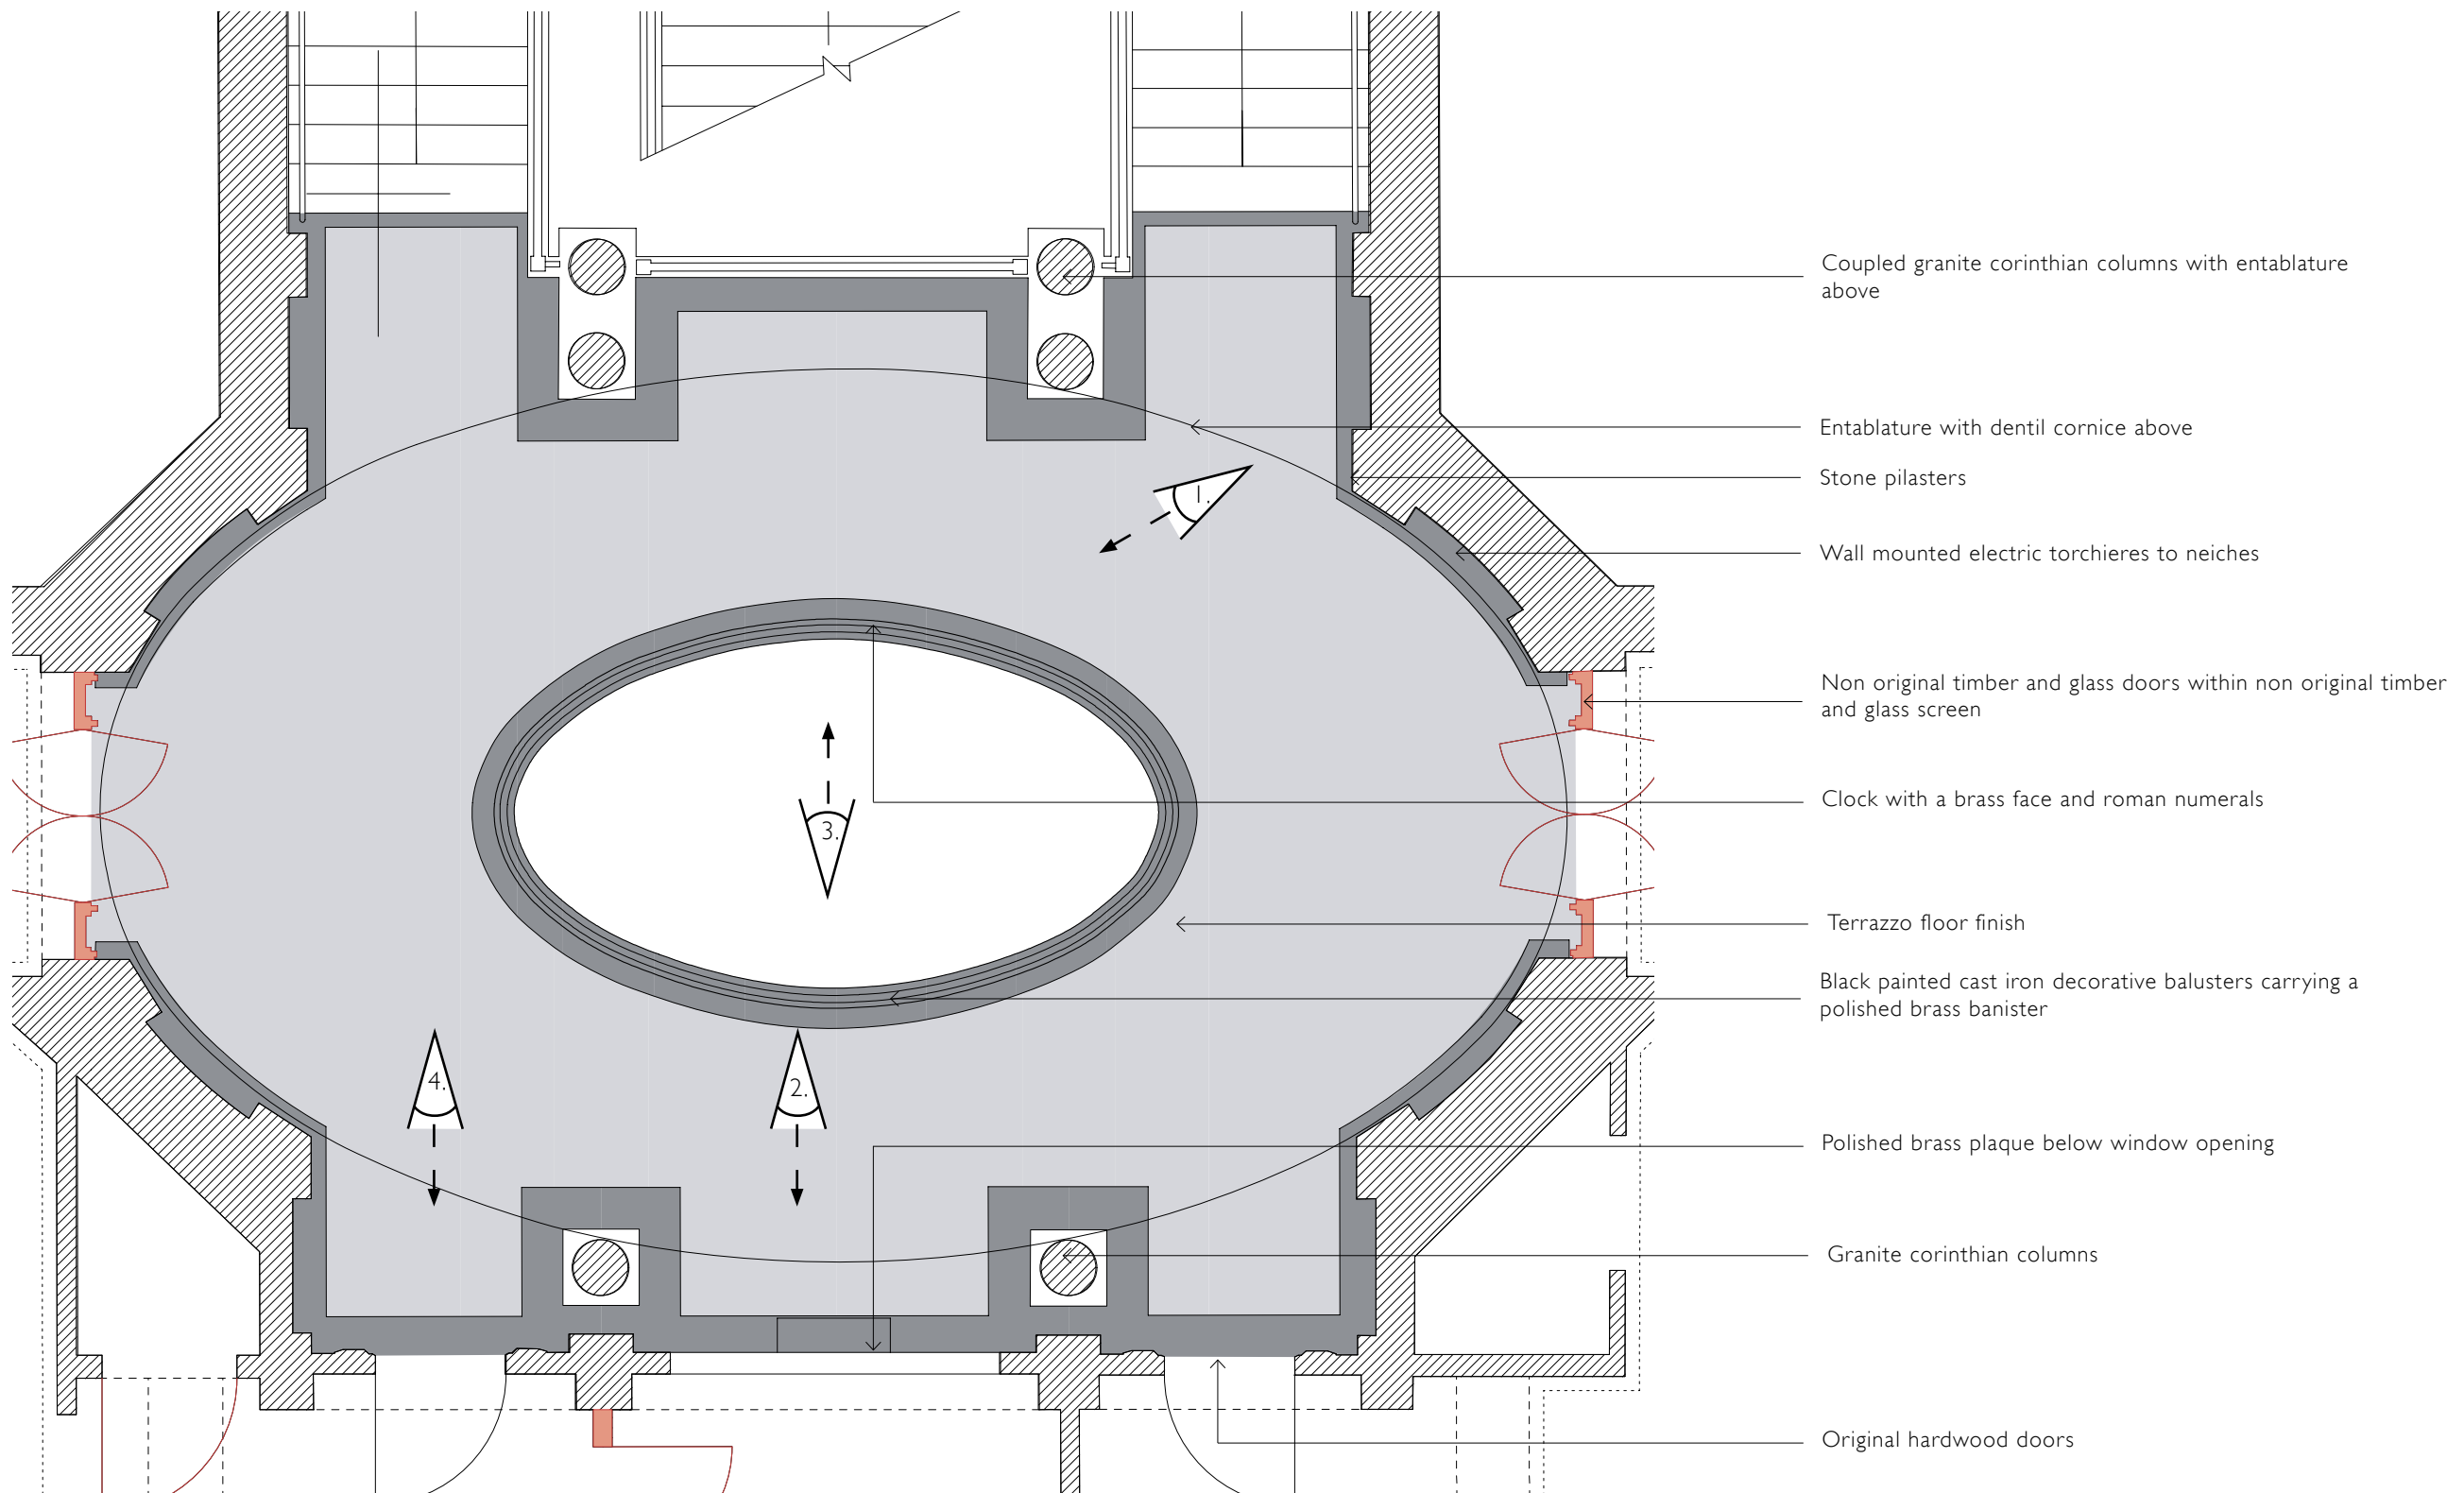 Coupled granite corinthian columns with entablature
above
Entablature with dentil cornice above
Stone pilasters
1.
Wall mounted electric torchieres to neiches
Non original timber and glass doors within non original timber
and glass screen
Clock with a brass face and roman numerals
3.
Terrazzo floor finish
Black painted cast iron decorative balusters carrying a
polished brass banister
4.
2.
Polished brass plaque below window opening
Granite corinthian columns
Original hardwood doors